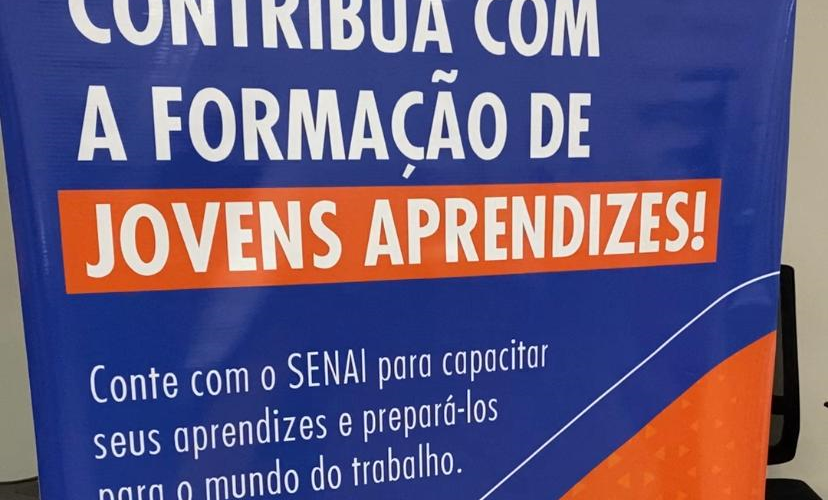 CONTRIBUA COM
A FORMAÇÃO DE
JOVENS APRENDIZES!
Conte com o SENAI para capacitar
seus aprendizes e prepará-los
para o mundo do trabalho.